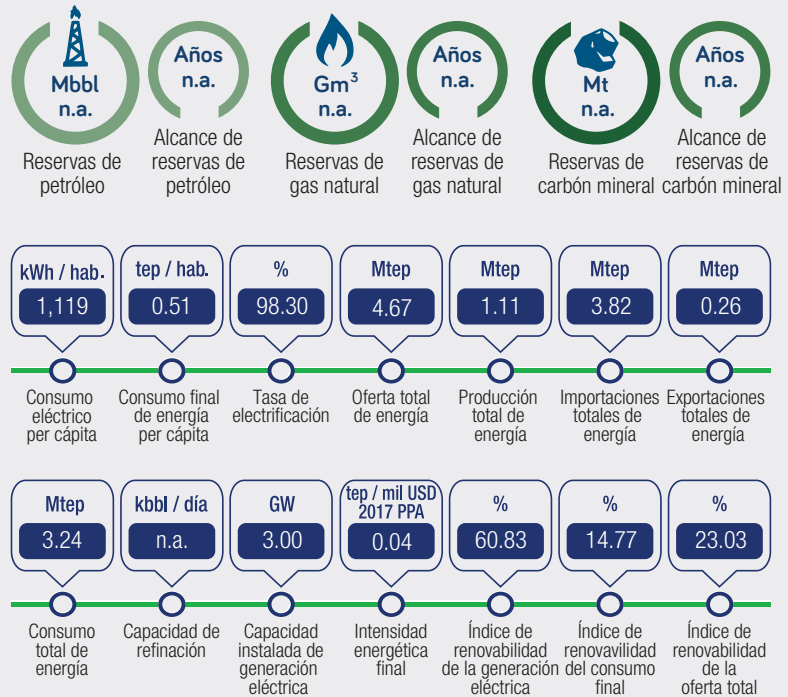 Mbbl
n.a.
Reservas de
petróleo
Años
n.a.
Alcance de
reservas de
petróleo
Gm³
n.a.
Reservas de
gas natural
Años
n.a.
Alcance de
reservas de
gas natural
Mt
n.a.
Reservas de
carbón mineral
Años
n.a.
Alcance de
reservas de
carbón mineral
kWh / hab.
1,119
Consumo
eléctrico
per cápita
tep / hab.
0.51
Consumo final
de energía
per cápita
%
98.30
Tasa de
electrificación
Mtep
4.67
Oferta total
de energía
Mtep
1.11
Producción
total de
energía
Mtep
3.82
Importaciones
totales de
energía
Mtep
0.26
Exportaciones
totales de
energía
Mtep
3.24
Consumo
total de
energía
kbbl / día
n.a.
Capacidad de
refinación
GW
3.00
Capacidad
instalada de
generación
eléctrica
tep / mil USD
2017 PPA
0.04
Intensidad
energética
final
%
60.83
Índice de
renovabilidad
de la generación
eléctrica
%
14.77
Índice de
renovavilidad
del consumo
final
%
23.03
Índice de
renovabilidad
de la
oferta total